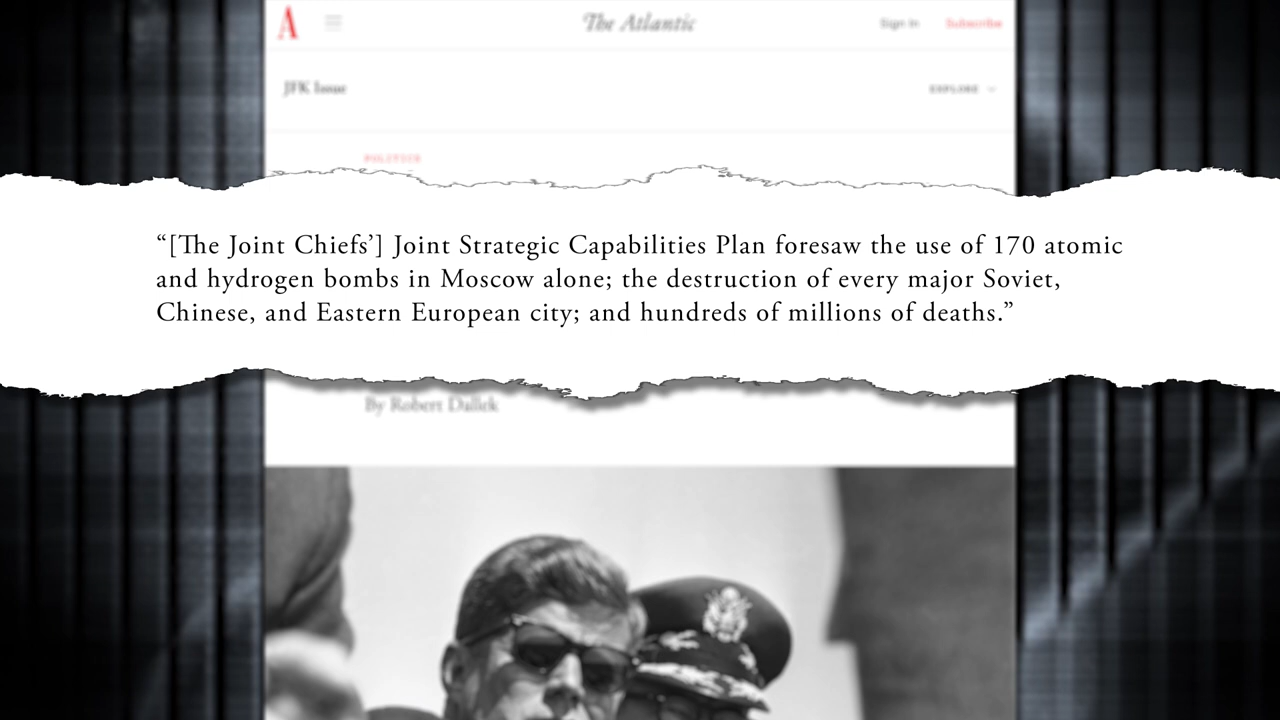 A
The Atlantic
Sign In
Subscribe
JFK Issue
EXPLORE
POLITICS
“[The Joint Chiefs’] Joint Strategic Capabilities Plan foresaw the use of 170 atomic
and hydrogen bombs in Moscow alone; the destruction of every major Soviet,
Chinese, and Eastern European city; and hundreds of millions of deaths.”
By Robert Dallek